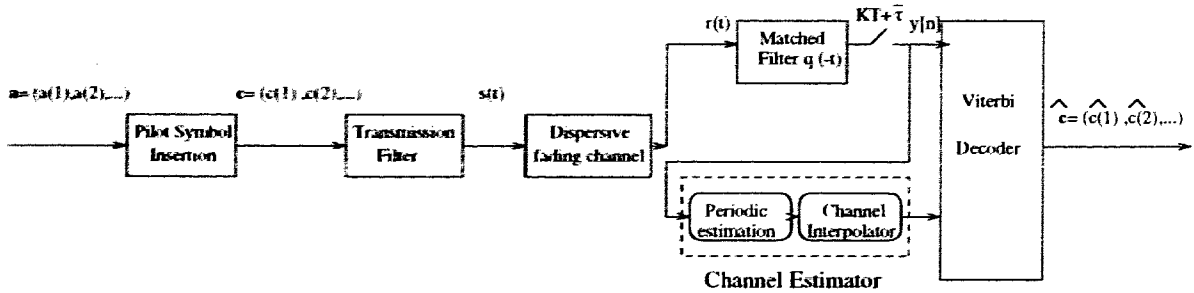 a= (a(1),a(2),...)
Pilot Symbol
Insertion
c= (c(1) ,c(2),...)
Transmission
Filter
s(t)
Dispersive
fading channel
r(t)
Matched
Filter q (-t)
KT+ τ̄
y[n]
Periodic
estimation
Channel
Interpolator
Channel Estimator
Viterbi
Decoder
ĉ= (ĉ(1) ,ĉ(2),...)